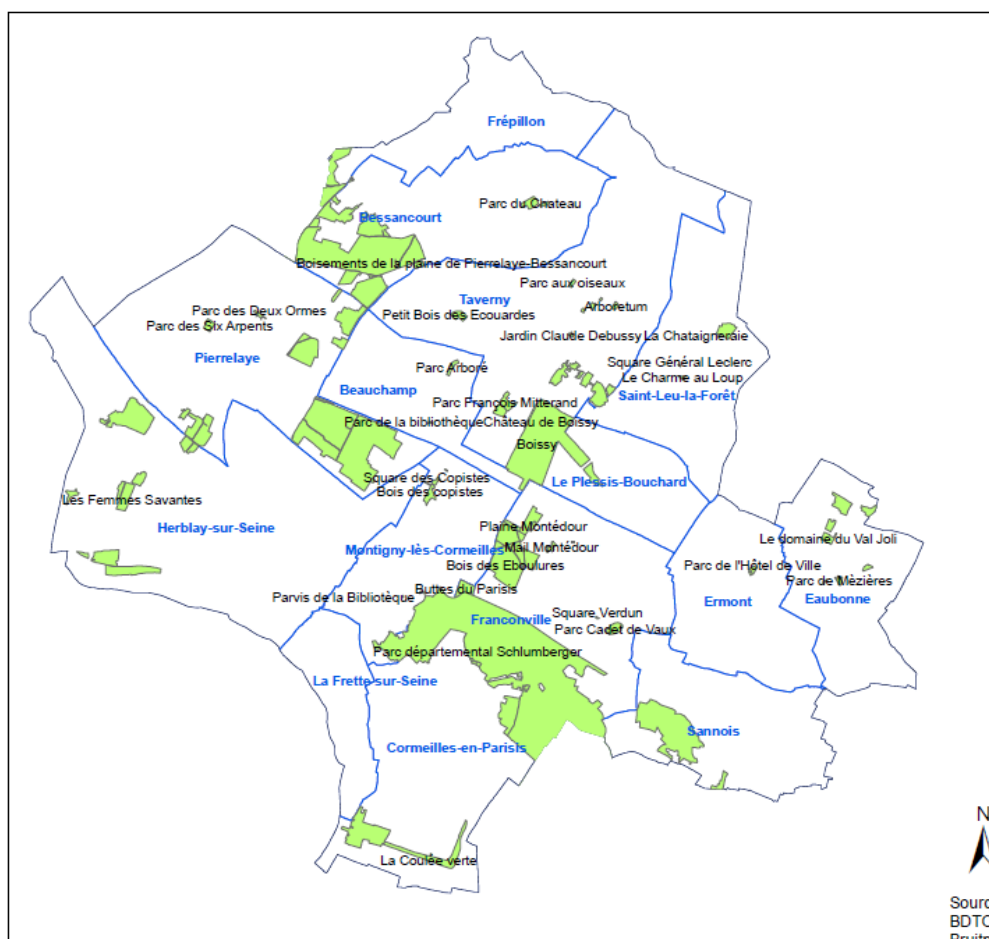 Frépillon
Parc du Chateau
Bessancourt
Boisements de la plaine de Pierrelaye-Bessancourt
Parc aux oiseaux
Taverny
Arboretum
Parc des Deux Ormes
Petit Bois des Ecouardes
Parc des SIx Arpents
Jardin Claude Debussy
La Chataigneraie
Pierrelaye
Parc Arboré
Square Général Leclerc
Le Charme au Loup
Beauchamp
Saint-Leu-la-Forêt
Parc François Mitterand
Parc de la bibliothèque
Château de Boissy
Boissy
Square des Copistes
Le Plessis-Bouchard
Bois des copistes
Les Femmes Savantes
Herblay-sur-Seine
Plaine Montédour
Le domaine du Val Joli
Montigny-lès-Cormeilles
Mail Montédour
Bois des Eboulures
Parc de l'Hôtel de Ville
Parc de Mézières
Buttes du Parisis
Ermont
Eaubonne
Parvis de la Bibliotèque
Square Verdun
Franconville
Parc Cadet de Vaux
Parc départemental Schlumberger
La Frette-sur-Seine
Sannois
Cormeilles-en-Parisis
La Coulée verte
N
Sourc
BDTO